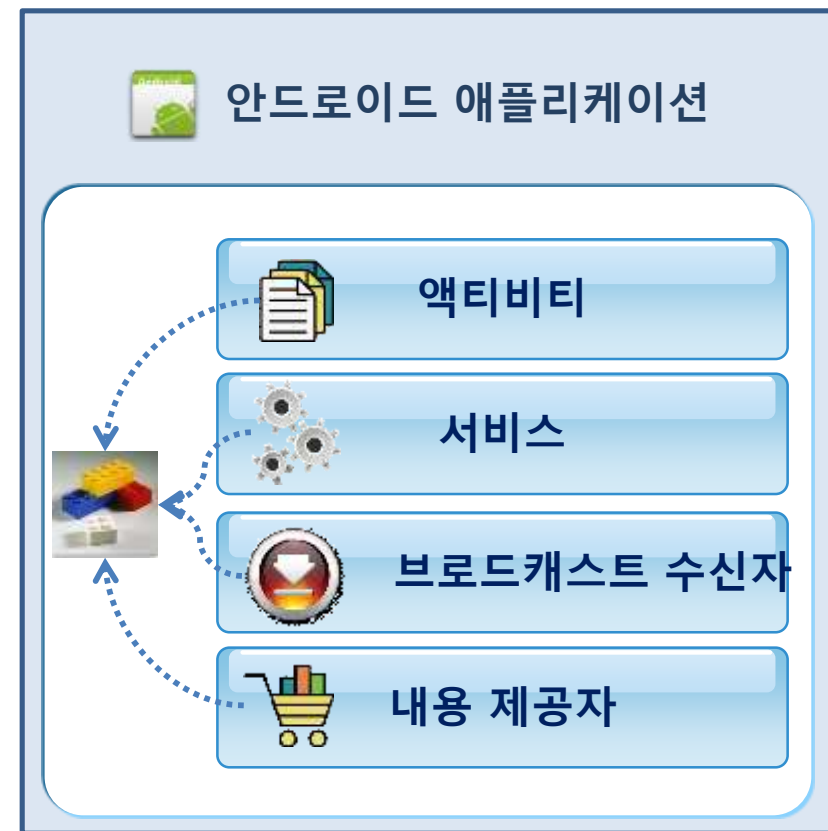 안드로이드 애플리케이션
액티비티
서비스
브로드캐스트 수신자
내용 제공자